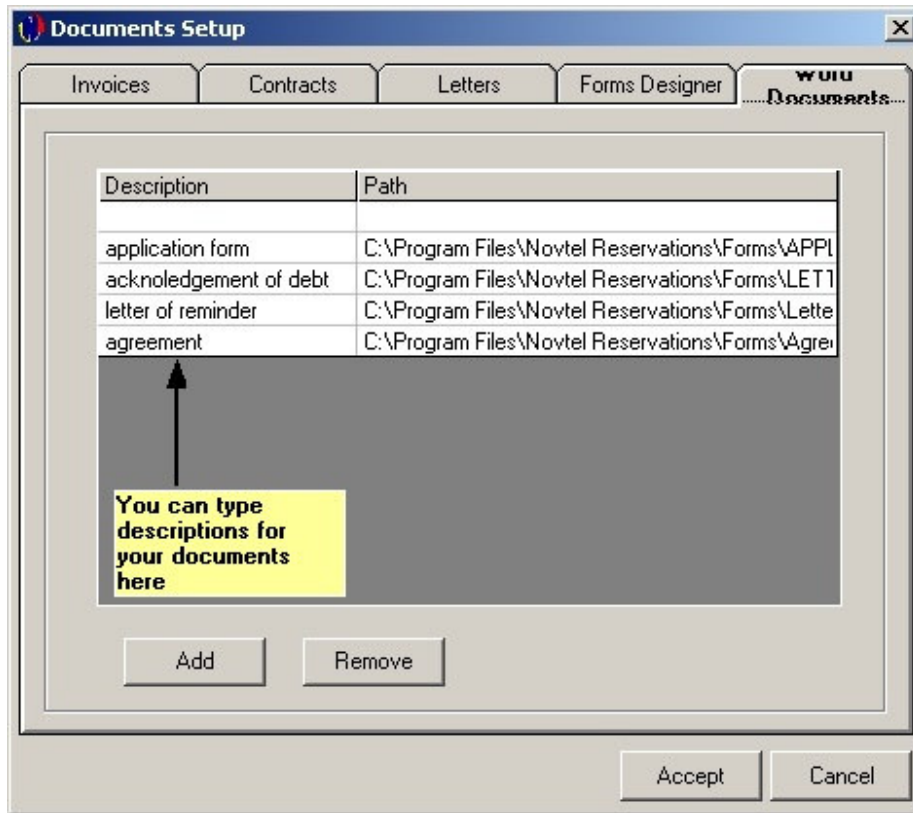 Documents Setup
Invoices Contracts Letters Forms Designer Word
Documents
Description Path
application form C:\Program Files\Novtel Reservations\Forms\APPL
acknoledgement of debt C:\Program Files\Novtel Reservations\Forms\LETT
letter of reminder C:\Program Files\Novtel Reservations\Forms\Lette
agreement C:\Program Files\Novtel Reservations\Forms\Agre
You can type
descriptions for
your documents
here
Add Remove
Accept Cancel